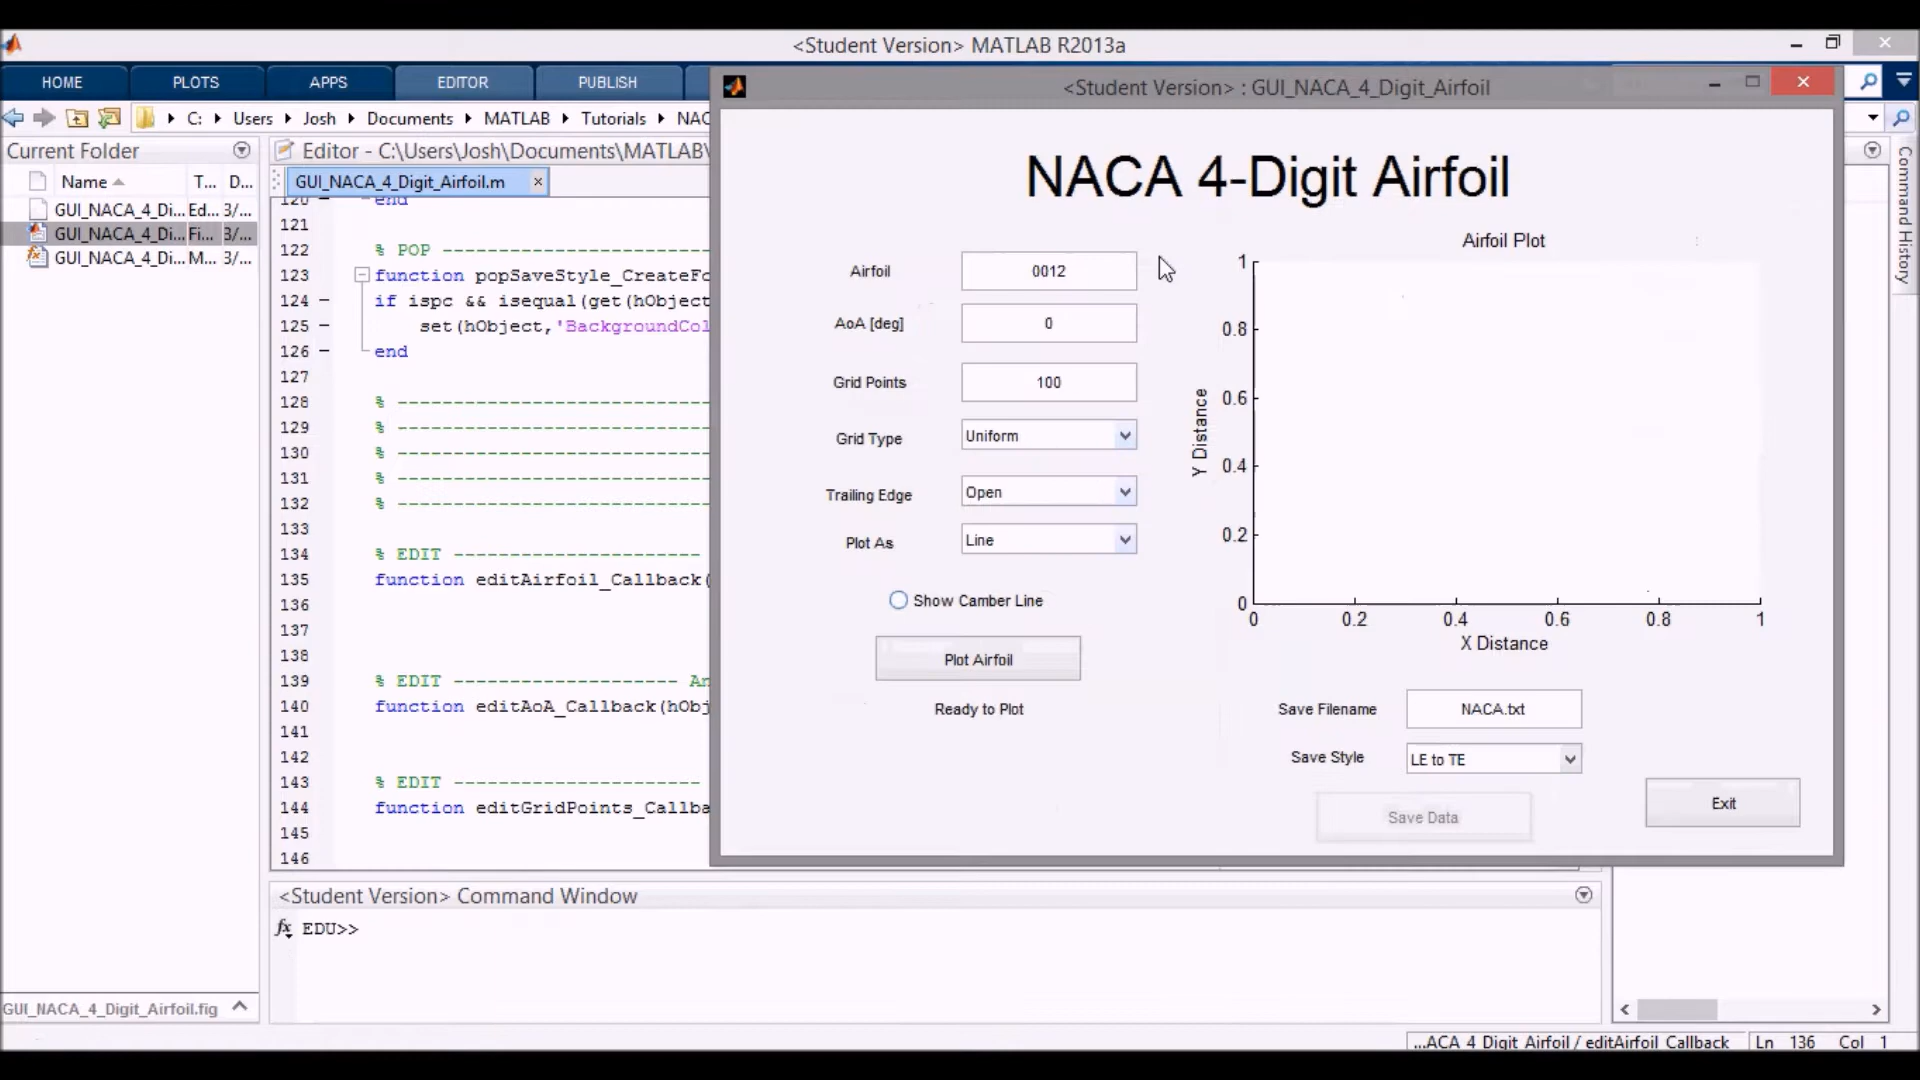 <Student Version> MATLAB R2013a
HOME PLOTS APPS EDITOR PUBLISH
C: Users Josh Documents MATLAB Tutorials NAC
Current Folder
Name T... D...
GUI_NACA_4_Di... Ed... 3/...
GUI_NACA_4_Di... Fi... 3/...
GUI_NACA_4_Di... M... 3/...
GUI_NACA_4_Digit_Airfoil.fig
Editor - C:\Users\Josh\Documents\MATLAB\
GUI_NACA_4_Digit_Airfoil.m
120 end
121
122 % POP ----------------------------
123 function popSaveStyle_CreateFc
124 if ispc && isequal(get(hObject
125 set(hObject,'BackgroundCol
126 end
127
128 % ----------------------------
129 % ----------------------------
130 % ----------------------------
131 % ----------------------------
132 % ----------------------------
133
134 % EDIT ----------------------
135 function editAirfoil_Callback(
136
137
138
139 % EDIT -------------------- An
140 function editAoA_Callback(hObj
141
142
143 % EDIT ----------------------
144 function editGridPoints_Callba
145
146
<Student Version> : GUI_NACA_4_Digit_Airfoil
NACA 4-Digit Airfoil
Airfoil 0012
AoA [deg] 0
Grid Points 100
Grid Type Uniform
Trailing Edge Open
Plot As Line
Show Camber Line
Plot Airfoil
Ready to Plot
Airfoil Plot
Y Distance
1
0.8
0.6
0.4
0.2
0
0 0.2 0.4 0.6 0.8 1
X Distance
Save Filename NACA.txt
Save Style LE to TE
Save Data
Exit
Command History
<Student Version> Command Window
fx EDU>>
...ACA 4 Digit Airfoil / editAirfoil Callback Ln 136 Col 1